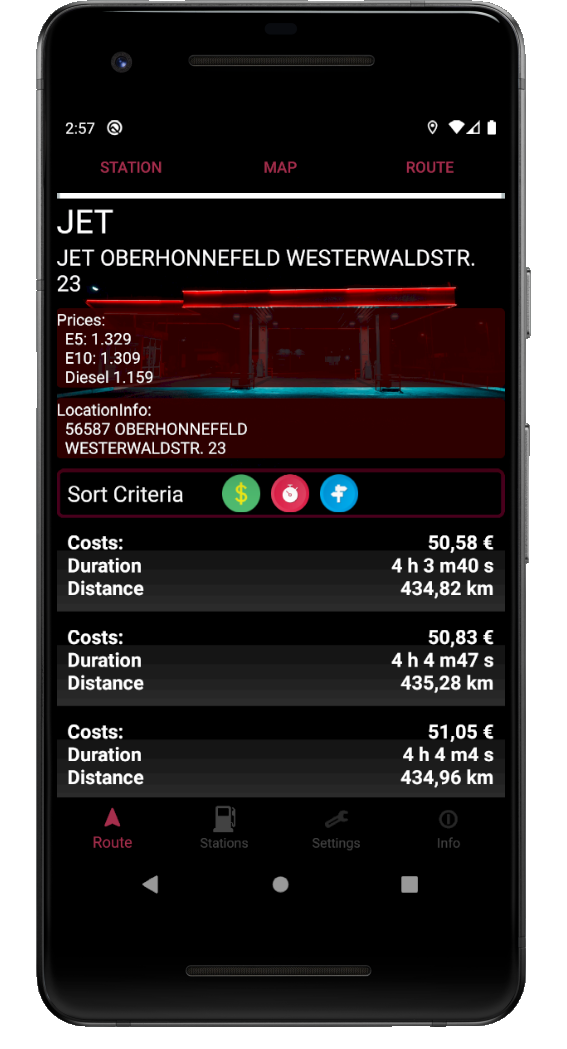 2:57
STATION MAP ROUTE
JET
JET OBERHONNEFELD WESTERWALDSTR.
23
Prices:
E5: 1.329
E10: 1.309
Diesel 1.159
LocationInfo:
56587 OBERHONNEFELD
WESTERWALDSTR. 23
Sort Criteria $
Costs: 50,58 €
Duration 4 h 3 m40 s
Distance 434,82 km
Costs: 50,83 €
Duration 4 h 4 m47 s
Distance 435,28 km
Costs: 51,05 €
Duration 4 h 4 m4 s
Distance 434,96 km
Route Stations Settings Info